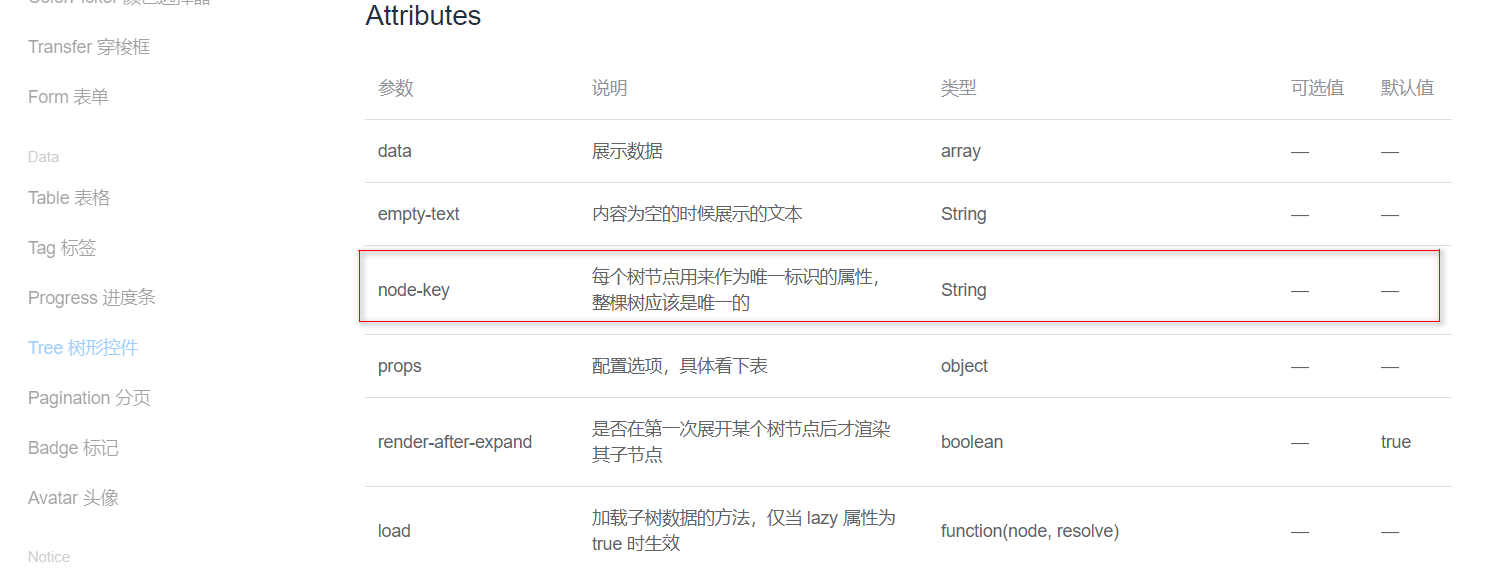 Transfer 穿梭框
Form 表单
Data
Table 表格
Tag 标签
Progress 进度条
Tree 树形控件
Pagination 分页
Badge 标记
Avatar 头像
Notice
Attributes
参数 说明 类型 可选值 默认值
data 展示数据 array — —
empty-text 内容为空的时候展示的文本 String — —
node-key 每个树节点用来作为唯一标识的属性，
整棵树应该是唯一的 String — —
props 配置选项，具体看下表 object — —
render-after-expand 是否在第一次展开某个树节点后才渲染
其子节点 boolean — true
load 加载子树数据的方法，仅当 lazy 属性为
true 时生效 function(node, resolve) — —